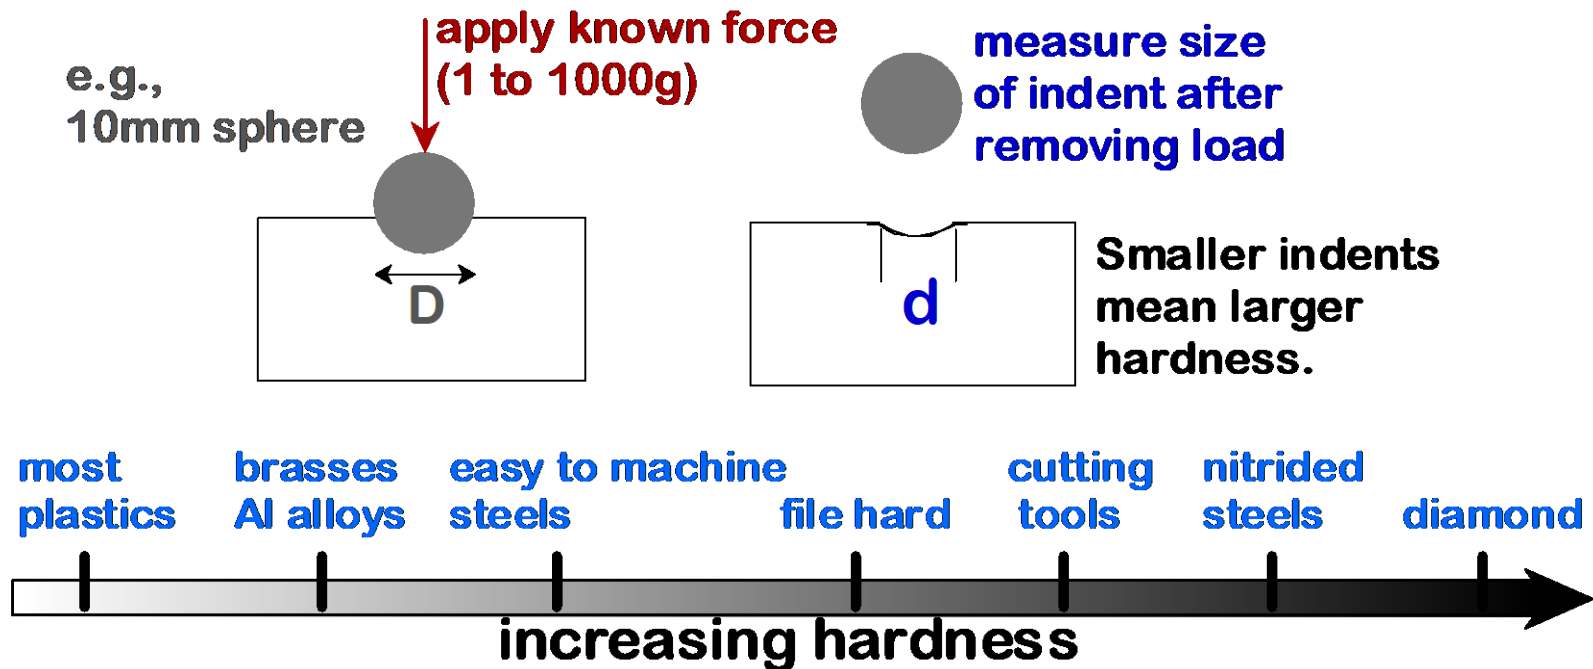 e.g.,
10mm sphere
apply known force
(1 to 1000g)
D
measure size
of indent after
removing load
d
Smaller indents
mean larger
hardness.
most
plastics
brasses
Al alloys
easy to machine
steels
file hard
cutting
tools
nitrided
steels
diamond
increasing hardness